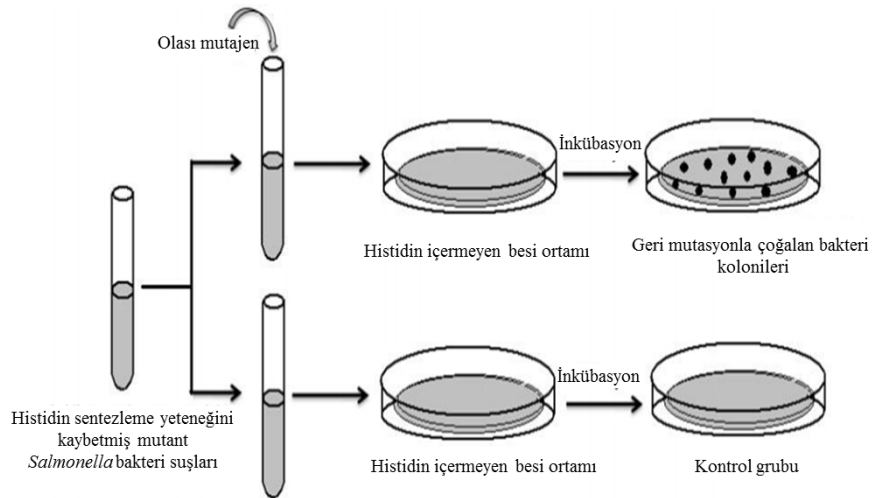 Olası mutajen
İnkübasyon
Histidin içermeyen besi ortamı
Geri mutasyonla çoğalan bakteri
kolonileri
Histidin sentezleme yeteneğini
kaybetmiş mutant
Salmonella bakteri suşları
İnkübasyon
Histidin içermeyen besi ortamı
Kontrol grubu